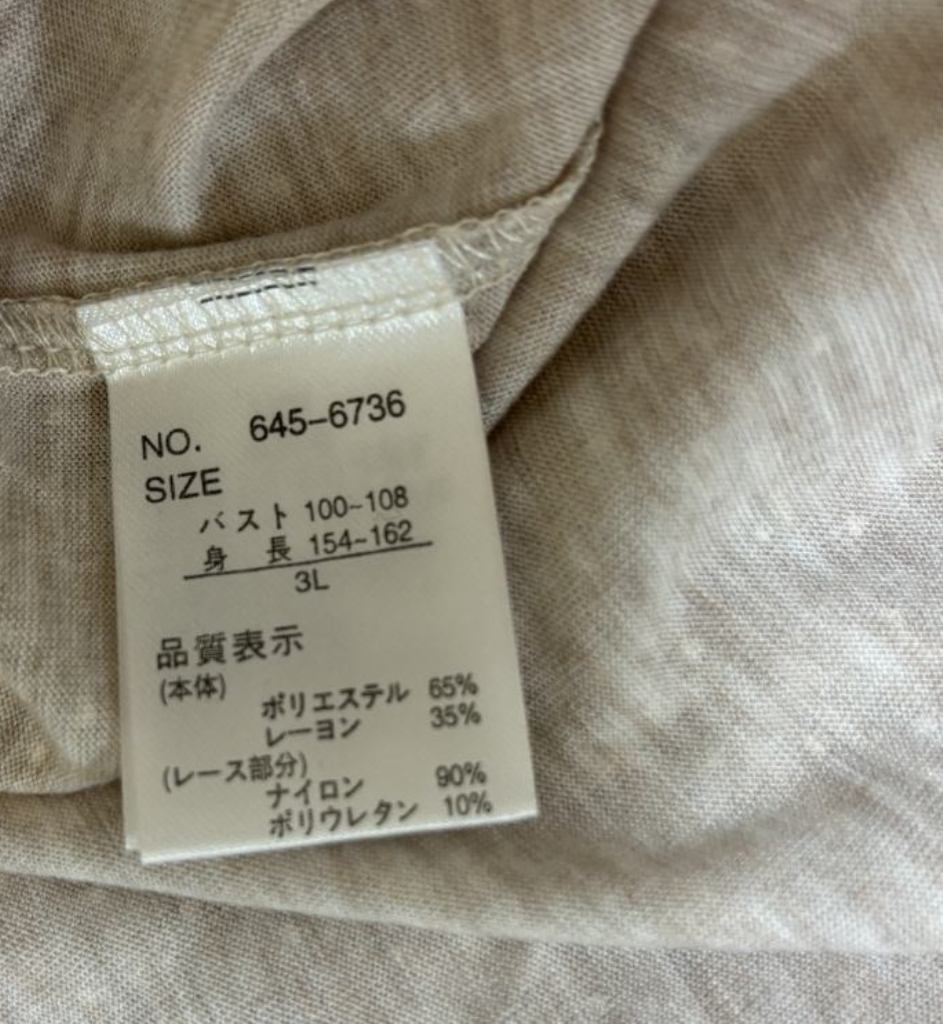 NO. 645-6736
SIZE
バスト 100~108
身 長 154~162
3L
品質表示
(本体)
ポリエステル 65%
レーヨン 35%
(レース部分)
ナイロン 90%
ポリウレタン 10%